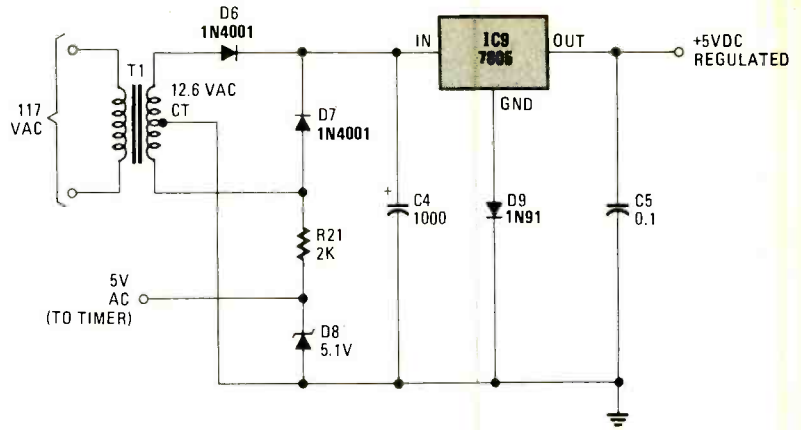 D6
1N4001
IN
IC9
7805
OUT
+5VDC
REGULATED
T1
12.6 VAC
CT
117
VAC
GND
D7
1N4001
+
C4
1000
D9
1N91
C5
0.1
R21
2K
5V
AC
(TO TIMER)
D8
5.1V